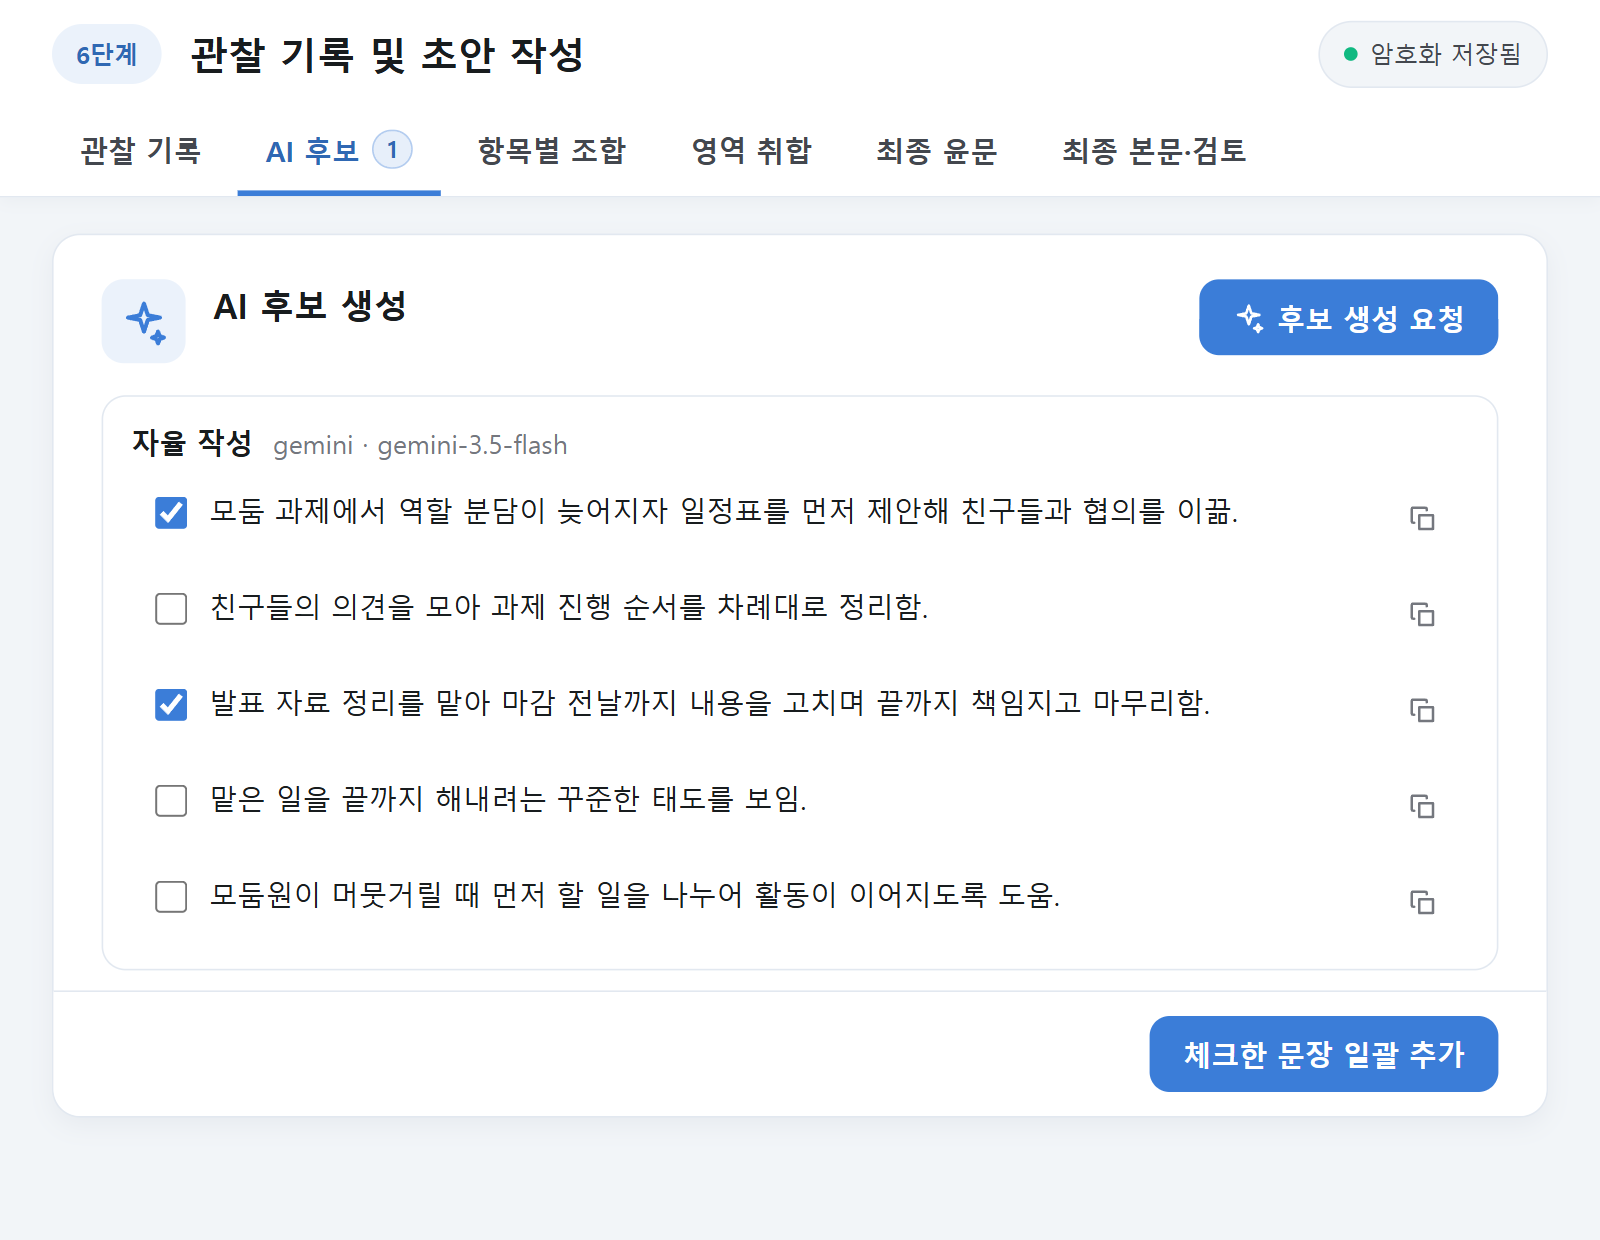 6단계 관찰 기록 및 초안 작성 암호화 저장됨
관찰 기록 AI 후보 1 항목별 조합 영역 취합 최종 윤문 최종 본문·검토
AI 후보 생성 후보 생성 요청
자율 작성 gemini · gemini-3.5-flash
모둠 과제에서 역할 분담이 늦어지자 일정표를 먼저 제안해 친구들과 협의를 이끎.
친구들의 의견을 모아 과제 진행 순서를 차례대로 정리함.
발표 자료 정리를 맡아 마감 전날까지 내용을 고치며 끝까지 책임지고 마무리함.
맡은 일을 끝까지 해내려는 꾸준한 태도를 보임.
모둠원이 머뭇거릴 때 먼저 할 일을 나누어 활동이 이어지도록 도움.
체크한 문장 일괄 추가